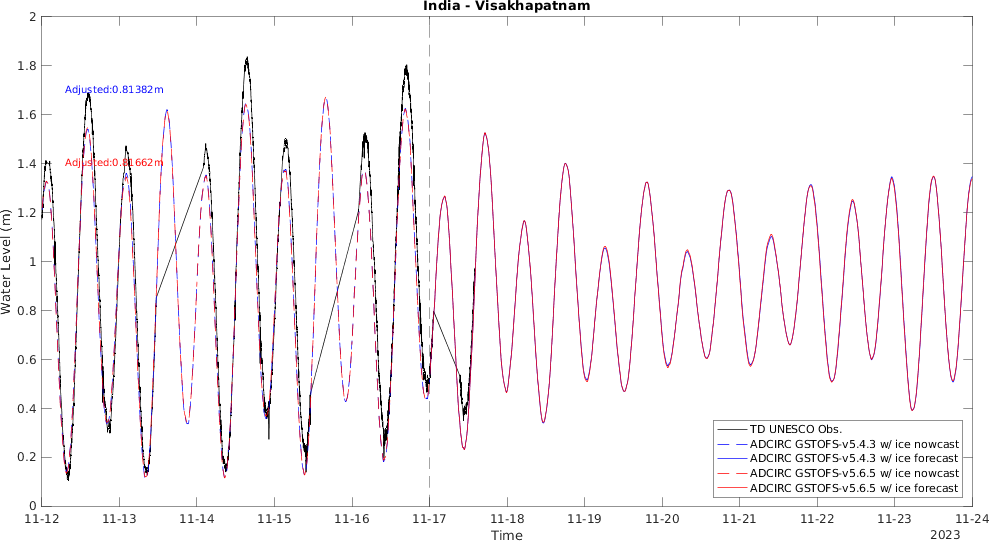 India - Visakhapatnam
Water Level (m)
2
1.8
1.6
1.4
1.2
1
0.8
0.6
0.4
0.2
0
Adjusted:0.81382m
Adjusted:0.81662m
TD UNESCO Obs.
ADCIRC GSTOFS-v5.4.3 w/ ice nowcast
ADCIRC GSTOFS-v5.4.3 w/ ice forecast
ADCIRC GSTOFS-v5.6.5 w/ ice nowcast
ADCIRC GSTOFS-v5.6.5 w/ ice forecast
11-12 11-13 11-14 11-15 11-16 11-17 11-18 11-19 11-20 11-21 11-22 11-23 11-24
Time
2023